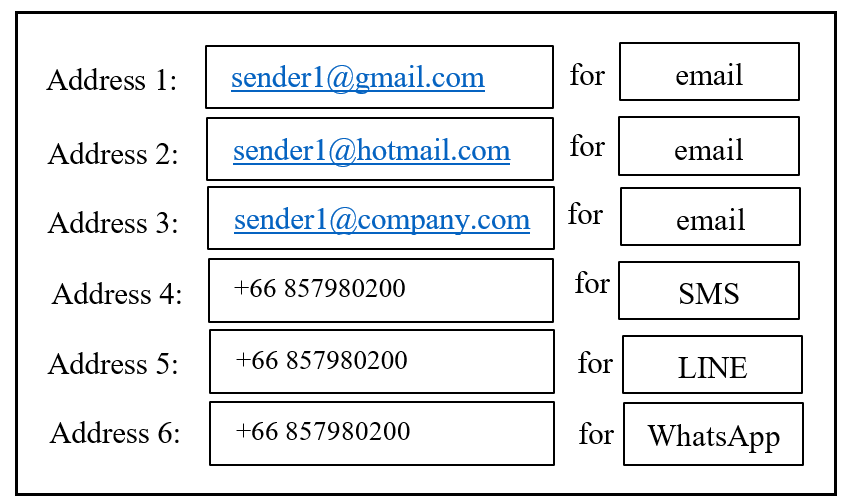 Address 1: sender1@gmail.com for email
Address 2: sender1@hotmail.com for email
Address 3: sender1@company.com for email
Address 4: +66 857980200 for SMS
Address 5: +66 857980200 for LINE
Address 6: +66 857980200 for WhatsApp